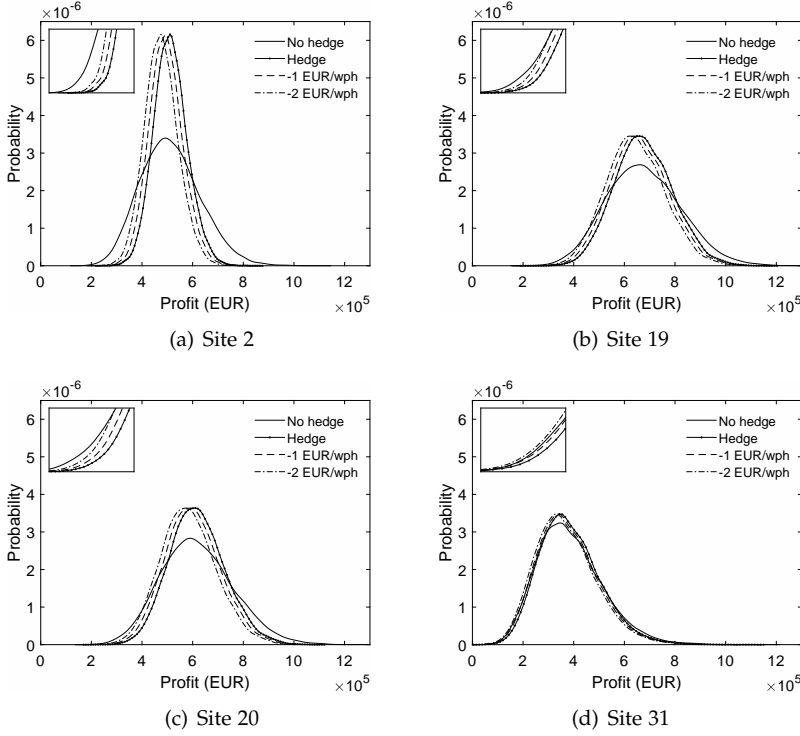 ×10-6
6
5
4
3
2
1
0
Probability
No hedge
Hedge
-1 EUR/wph
-2 EUR/wph
0 2 4 6 8 10 12
Profit (EUR) ×105
(a) Site 2
×10-6
6
5
4
3
2
1
0
Probability
No hedge
Hedge
-1 EUR/wph
-2 EUR/wph
0 2 4 6 8 10 12
Profit (EUR) ×105
(b) Site 19
×10-6
6
5
4
3
2
1
0
Probability
No hedge
Hedge
-1 EUR/wph
-2 EUR/wph
0 2 4 6 8 10 12
Profit (EUR) ×105
(c) Site 20
×10-6
6
5
4
3
2
1
0
Probability
No hedge
Hedge
-1 EUR/wph
-2 EUR/wph
0 2 4 6 8 10 12
Profit (EUR) ×105
(d) Site 31